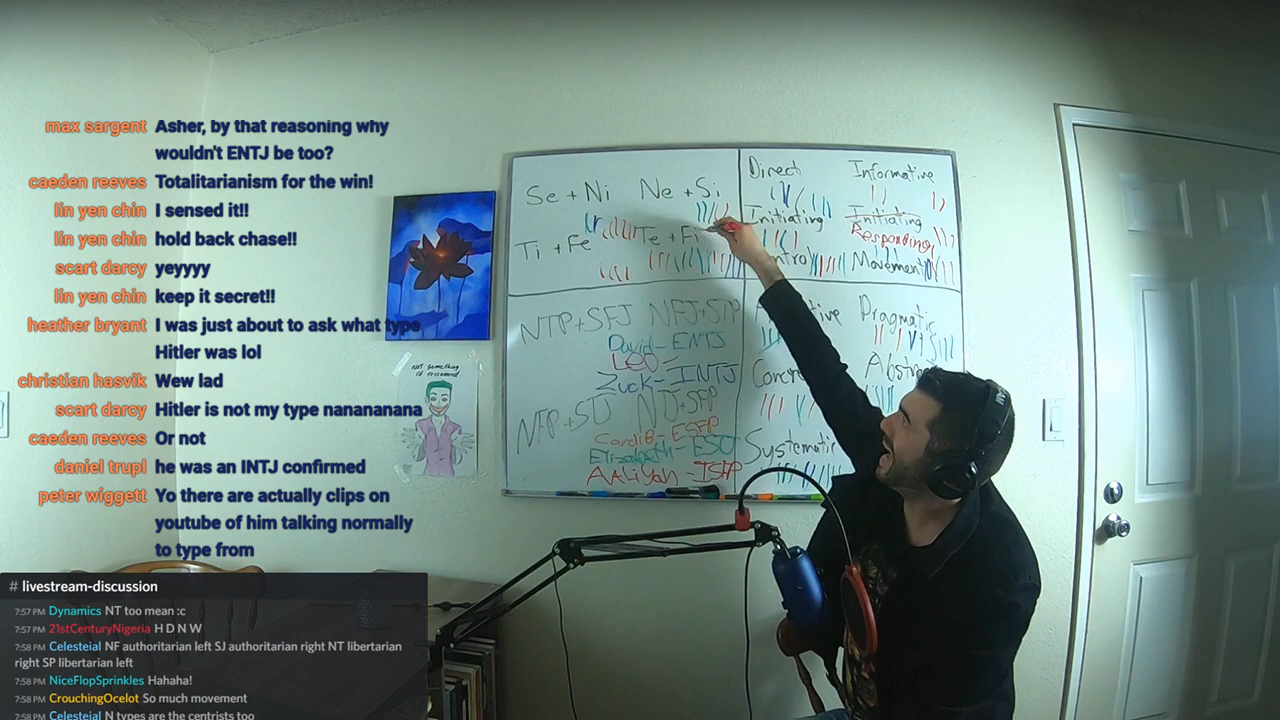 max sargent Asher, by that reasoning why
wouldn't ENTJ be too?
caeden reeves Totalitarianism for the win!
lin yen chin I sensed it!!
lin yen chin hold back chase!!
scart darcy yeyyyy
lin yen chin keep it secret!!
heather bryant I was just about to ask what type
Hitler was lol
christian hasvik Wew lad
scart darcy Hitler is not my type nanananana
caeden reeves Or not
daniel trupl he was an INTJ confirmed
peter wiggett Yo there are actually clips on
youtube of him talking normally
to type from
# livestream-discussion
7:57 PM Dynamics NT too mean :c
7:57 PM 21stCenturyNigeria H D N W
7:58 PM Celesteial NF authoritarian left SJ authoritarian right NT libertarian
right SP libertarian left
7:58 PM NiceFlopSprinkles Hahaha!
7:58 PM CrouchingOcelot So much movement
7:58 PM Celesteial N types are the centrists too
NOT something
I'd recommend
Se + Ni Ne + Si
Ti + Fe Te + Fi
Direct Informative
Initiating Initiating
Responding
Movement
NTP+SFJ NFJ+STP
David - ENTJ
LEO -
Zuck - INTJ
NFP + STJ NTJ+SFP
Cardi B - ESFP
Elizabeth - ESTJ
AAliyah - ISFP
Pragmatic
Systematic